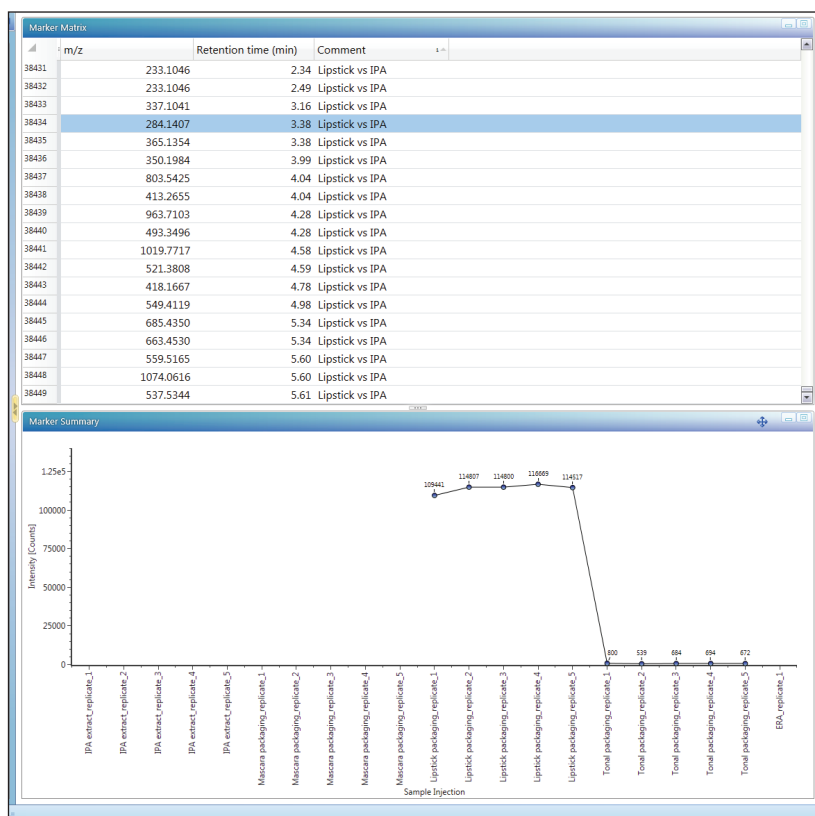 Marker Matrix
m/z Retention time (min) Comment 1
38431 233.1046 2.34 Lipstick vs IPA
38432 233.1046 2.49 Lipstick vs IPA
38433 337.1041 3.16 Lipstick vs IPA
38434 284.1407 3.38 Lipstick vs IPA
38435 365.1354 3.38 Lipstick vs IPA
38436 350.1984 3.99 Lipstick vs IPA
38437 803.5425 4.04 Lipstick vs IPA
38438 413.2655 4.04 Lipstick vs IPA
38439 963.7103 4.28 Lipstick vs IPA
38440 493.3496 4.28 Lipstick vs IPA
38441 1019.7717 4.58 Lipstick vs IPA
38442 521.3808 4.59 Lipstick vs IPA
38443 418.1667 4.78 Lipstick vs IPA
38444 549.4119 4.98 Lipstick vs IPA
38445 685.4350 5.34 Lipstick vs IPA
38446 663.4530 5.34 Lipstick vs IPA
38447 559.5165 5.60 Lipstick vs IPA
38448 1074.0616 5.60 Lipstick vs IPA
38449 537.5344 5.61 Lipstick vs IPA
Marker Summary
Intensity [Counts]
1.25e5
100000
75000
50000
25000
0
109441 114807 114800 116669 114517
800 539 684 694 672
IPA extract_replicate_1
IPA extract_replicate_2
IPA extract_replicate_3
IPA extract_replicate_4
IPA extract_replicate_5
Mascara packaging_replicate_1
Mascara packaging_replicate_2
Mascara packaging_replicate_3
Mascara packaging_replicate_4
Mascara packaging_replicate_5
Lipstick packaging_replicate_1
Lipstick packaging_replicate_2
Lipstick packaging_replicate_3
Lipstick packaging_replicate_4
Lipstick packaging_replicate_5
Tonal packaging_replicate_1
Tonal packaging_replicate_2
Tonal packaging_replicate_3
Tonal packaging_replicate_4
Tonal packaging_replicate_5
ERA_replicate_1
Sample Injection